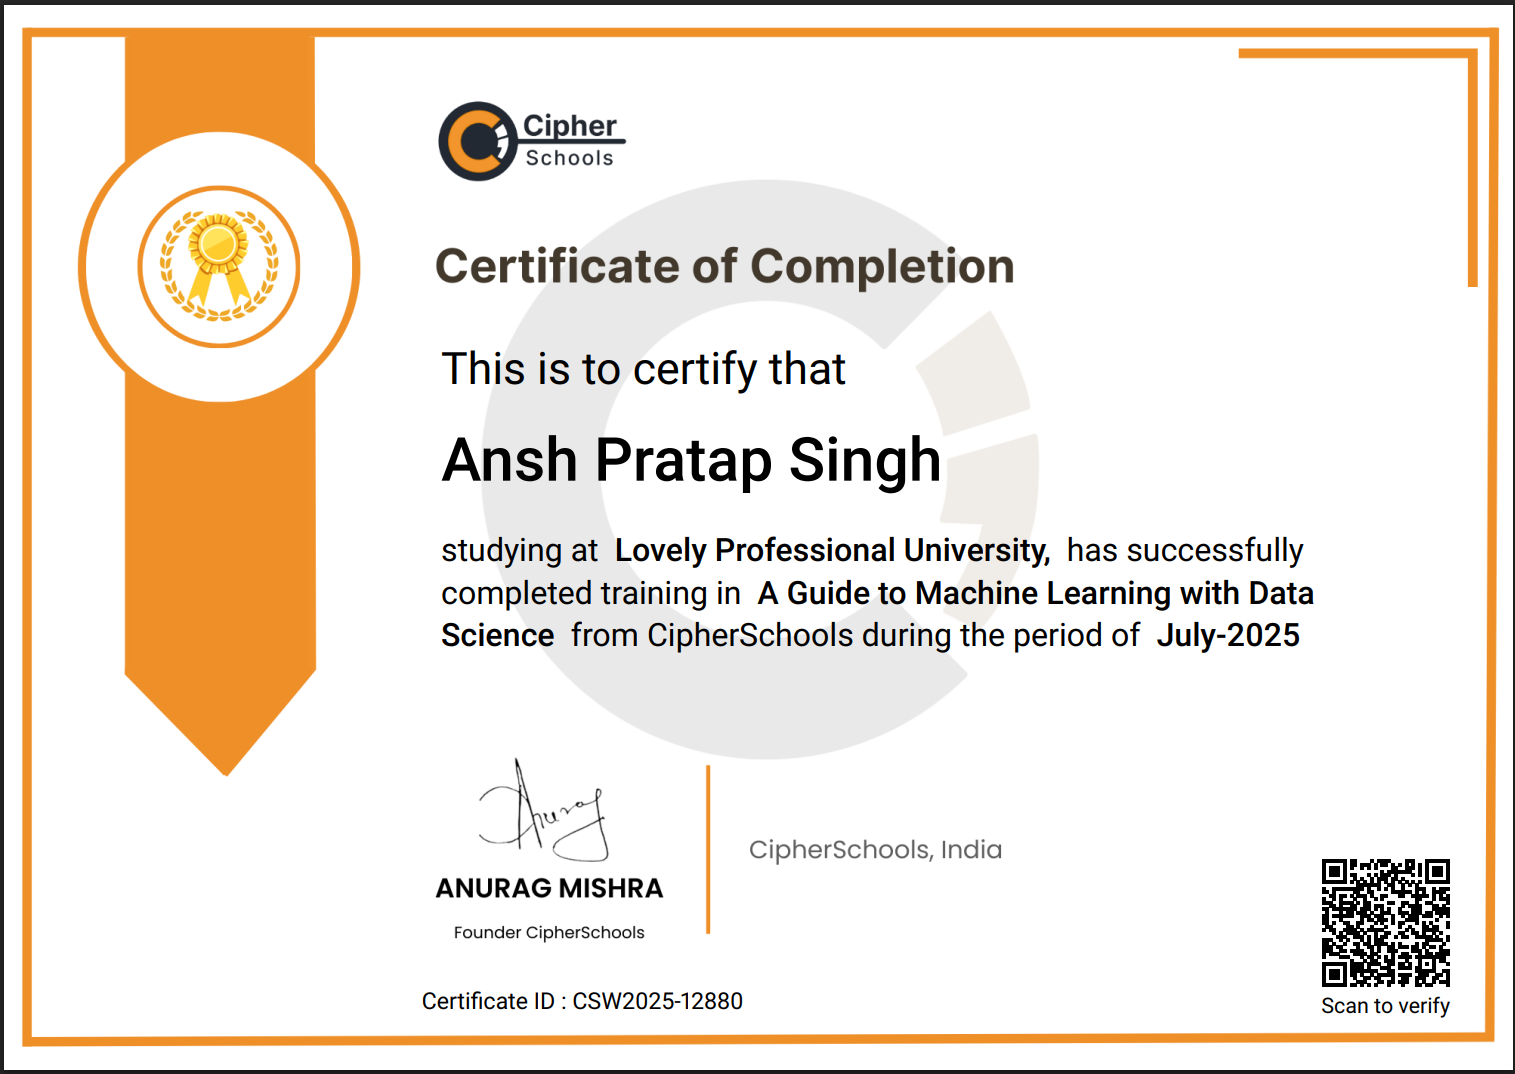 Cipher
Schools
Certificate of Completion
This is to certify that
Ansh Pratap Singh
studying at Lovely Professional University, has successfully
completed training in A Guide to Machine Learning with Data
Science from CipherSchools during the period of July-2025
Anurag
ANURAG MISHRA
Founder CipherSchools
CipherSchools, India
Certificate ID : CSW2025-12880
Scan to verify